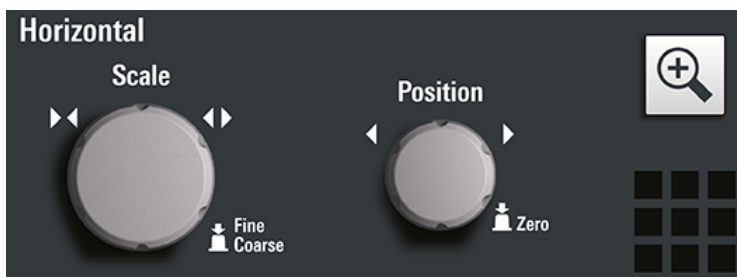 Horizontal
Scale
Position
Fine
Coarse
Zero